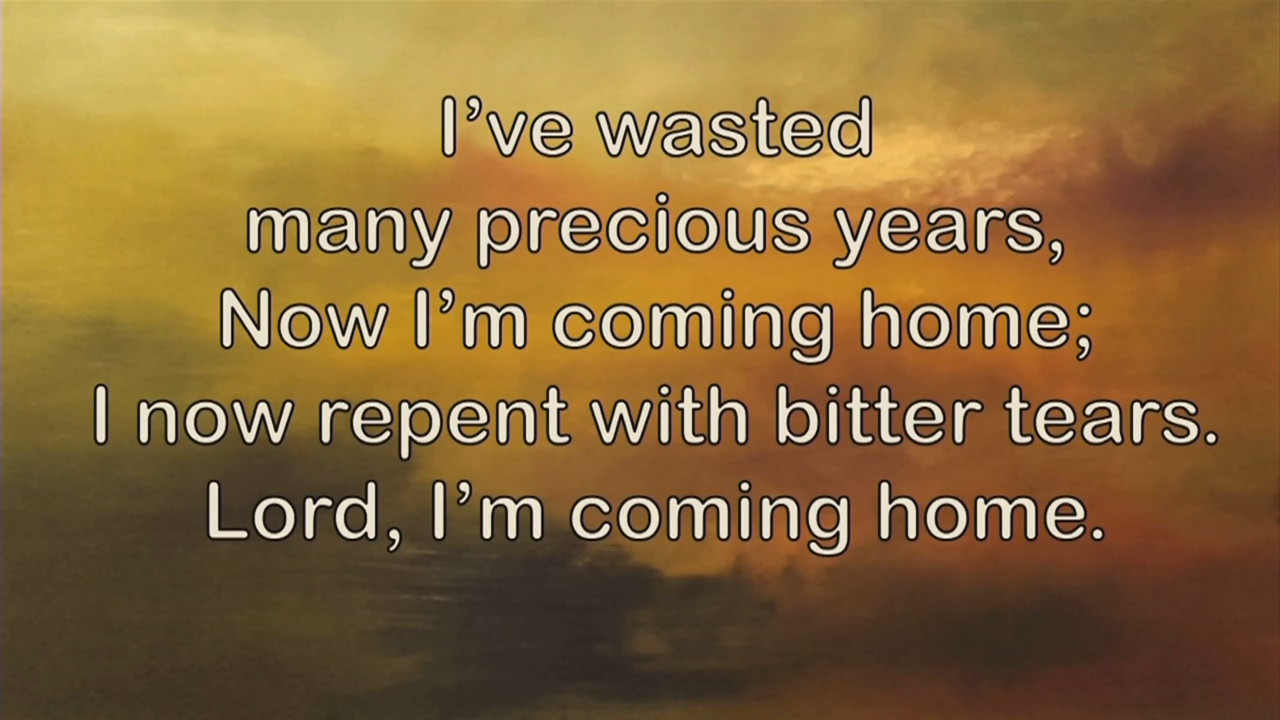 I’ve wasted
many precious years,
Now I’m coming home;
I now repent with bitter tears.
Lord, I’m coming home.